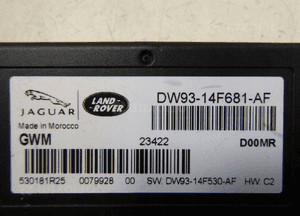 DW93-14F681-AF
JAGUAR
LAND-
ROVER
Made in Morocco
GWM 23422 D00MR
530181R25 0079928 00 SW: DW93-14F530-AF HW: C2